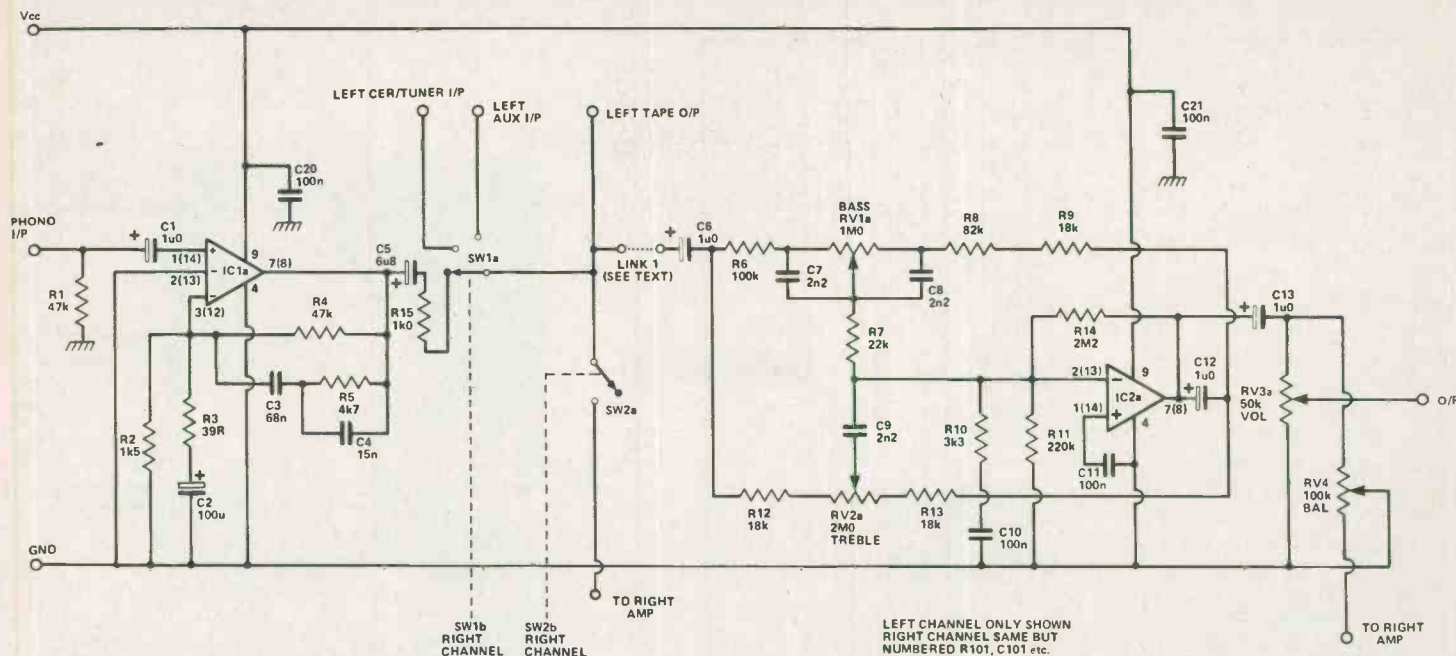 Vcc
LEFT CER/TUNER I/P
LEFT
AUX I/P
LEFT TAPE O/P
C21
100n
C20
100n
PHONO
I/P
C1
1u0
+
+
1(14)
−
2(13)
−
3(12)
IC1a
9
4
7(8)
C5
6u8
+
R15
1k0
SW1a
LINK 1
(SEE TEXT)
+
C6
1u0
R6
100k
BASS
RV1a
1M0
C7
2n2
C8
2n2
R8
82k
R9
18k
R1
47k
R4
47k
R5
4k7
C3
68n
C4
15n
R2
1k5
R3
39R
+
C2
100u
SW2a
R7
22k
C9
2n2
R14
2M2
2(13)
−
1(14)
+
IC2a
9
4
7(8)
+
C13
1u0
+
C12
1u0
RV3a
50k
VOL
O/P
R10
3k3
R11
220k
C11
100n
R12
18k
RV2a
2M0
TREBLE
R13
18k
C10
100n
RV4
100k
BAL
GND
TO RIGHT
AMP
SW1b
RIGHT
CHANNEL
SW2b
RIGHT
CHANNEL
LEFT CHANNEL ONLY SHOWN
RIGHT CHANNEL SAME BUT
NUMBERED R101, C101 etc.
TO RIGHT
AMP